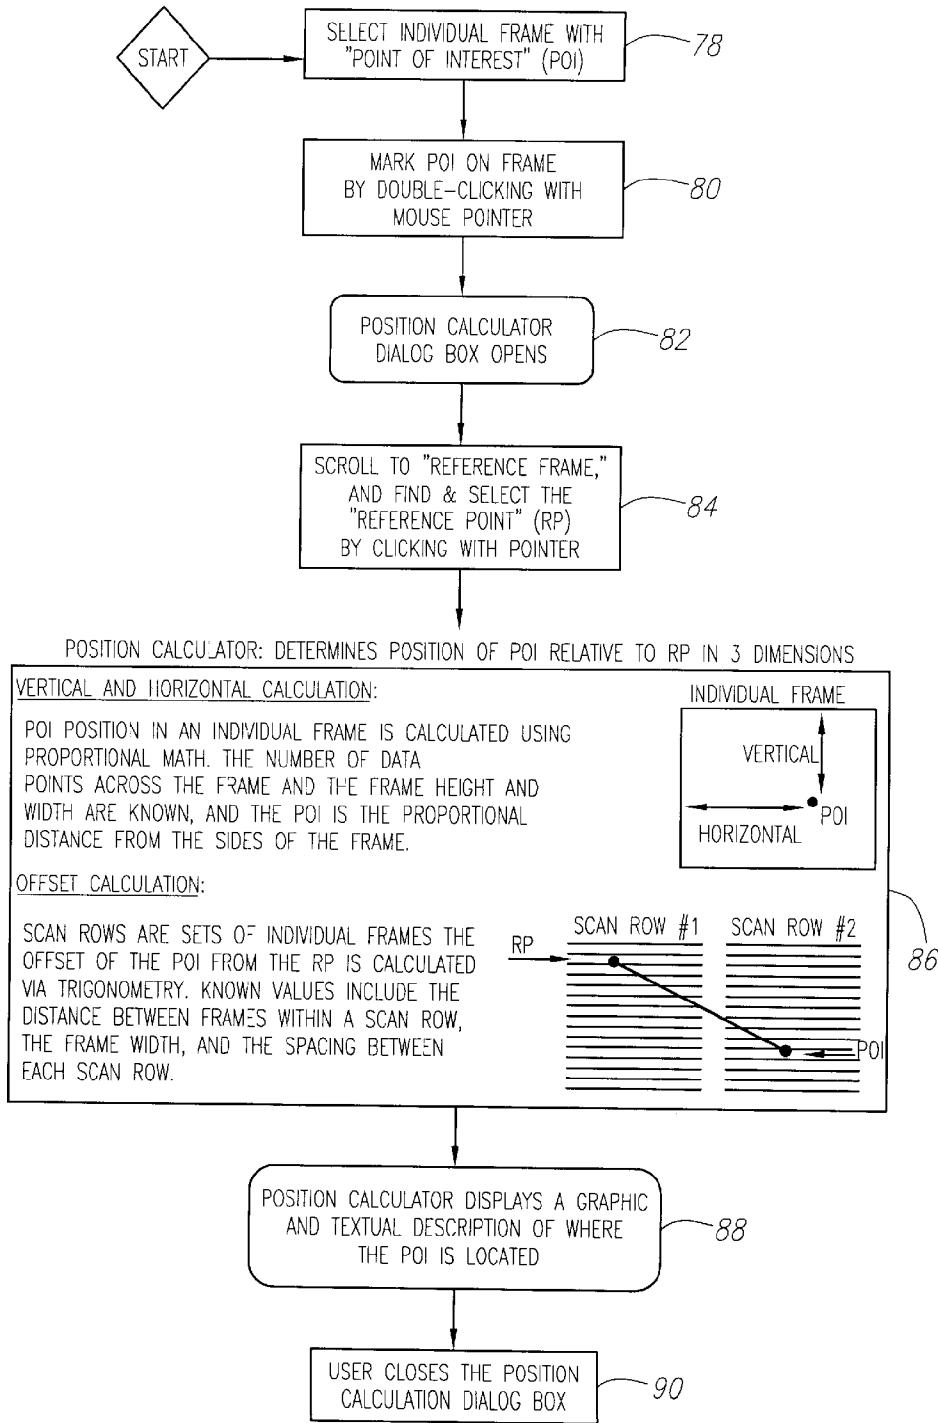 START
SELECT INDIVIDUAL FRAME WITH
"POINT OF INTEREST" (POI)
78
MARK POI ON FRAME
BY DOUBLE-CLICKING WITH
MOUSE POINTER
80
POSITION CALCULATOR
DIALOG BOX OPENS
82
SCROLL TO "REFERENCE FRAME,"
AND FIND & SELECT THE
"REFERENCE POINT" (RP)
BY CLICKING WITH POINTER
84
POSITION CALCULATOR: DETERMINES POSITION OF POI RELATIVE TO RP IN 3 DIMENSIONS
VERTICAL AND HORIZONTAL CALCULATION:
POI POSITION IN AN INDIVIDUAL FRAME IS CALCULATED USING
PROPORTIONAL MATH. THE NUMBER OF DATA
POINTS ACROSS THE FRAME AND THE FRAME HEIGHT AND
WIDTH ARE KNOWN, AND THE POI IS THE PROPORTIONAL
DISTANCE FROM THE SIDES OF THE FRAME.
INDIVIDUAL FRAME
VERTICAL
POI
HORIZONTAL
OFFSET CALCULATION:
SCAN ROWS ARE SETS OF INDIVIDUAL FRAMES THE
OFFSET OF THE POI FROM THE RP IS CALCULATED
VIA TRIGONOMETRY. KNOWN VALUES INCLUDE THE
DISTANCE BETWEEN FRAMES WITHIN A SCAN ROW,
THE FRAME WIDTH, AND THE SPACING BETWEEN
EACH SCAN ROW.
SCAN ROW #1
SCAN ROW #2
RP
POI
86
POSITION CALCULATOR DISPLAYS A GRAPHIC
AND TEXTUAL DESCRIPTION OF WHERE
THE POI IS LOCATED
88
USER CLOSES THE POSITION
CALCULATION DIALOG BOX
90